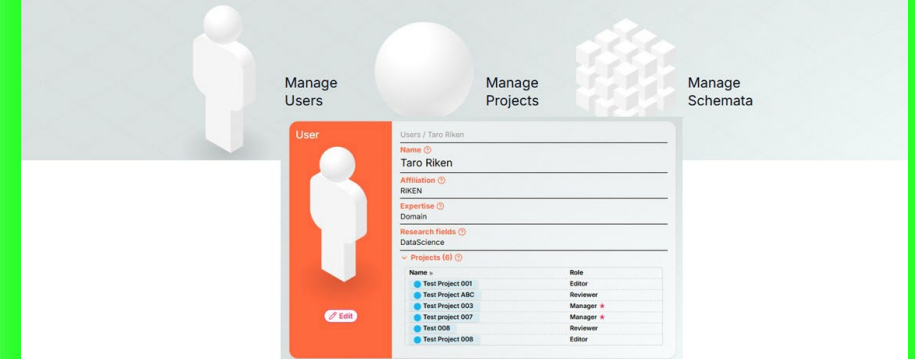 Manage
Users
Manage
Projects
Manage
Schemata
User
Edit
Users / Taro Riken
Name
Taro Riken
Affiliation
RIKEN
Expertise
Domain
Research fields
DataScience
Projects (6)
Name Role
Test Project 001 Editor
Test Project ABC Reviewer
Test Project 003 Manager ★
Test project 007 Manager ★
Test 008 Reviewer
Test Project 008 Editor